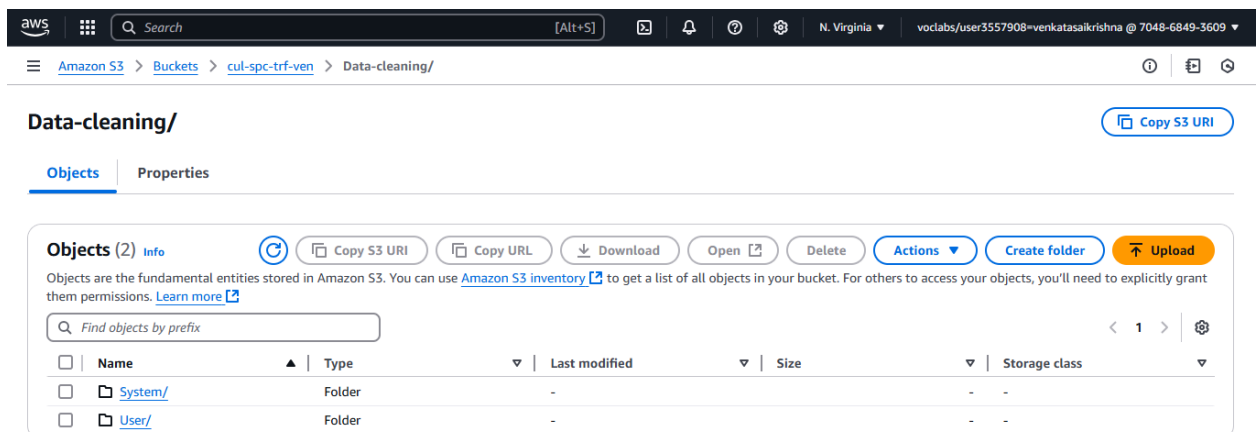 aws Search [Alt+S] N. Virginia ▼ voclabs/user3557908=venkatasaikrishna @ 7048-6849-3609 ▼
Amazon S3 > Buckets > cul-spc-trf-ven > Data-cleaning/
Data-cleaning/ Copy S3 URI
Objects Properties
Objects (2) Info Copy S3 URI Copy URL Download Open Delete Actions ▼ Create folder Upload
Objects are the fundamental entities stored in Amazon S3. You can use Amazon S3 inventory to get a list of all objects in your bucket. For others to access your objects, you'll need to explicitly grant
them permissions. Learn more
Find objects by prefix < 1 >
Name Type Last modified Size Storage class
System/ Folder - - -
User/ Folder - - -